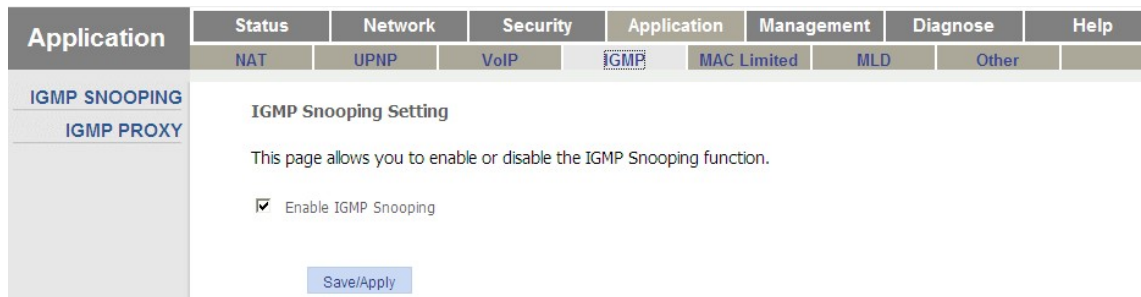 Application
Status Network Security Application Management Diagnose Help
NAT UPNP VoIP IGMP MAC Limited MLD Other
IGMP SNOOPING
IGMP PROXY
IGMP Snooping Setting
This page allows you to enable or disable the IGMP Snooping function.
Enable IGMP Snooping
Save/Apply